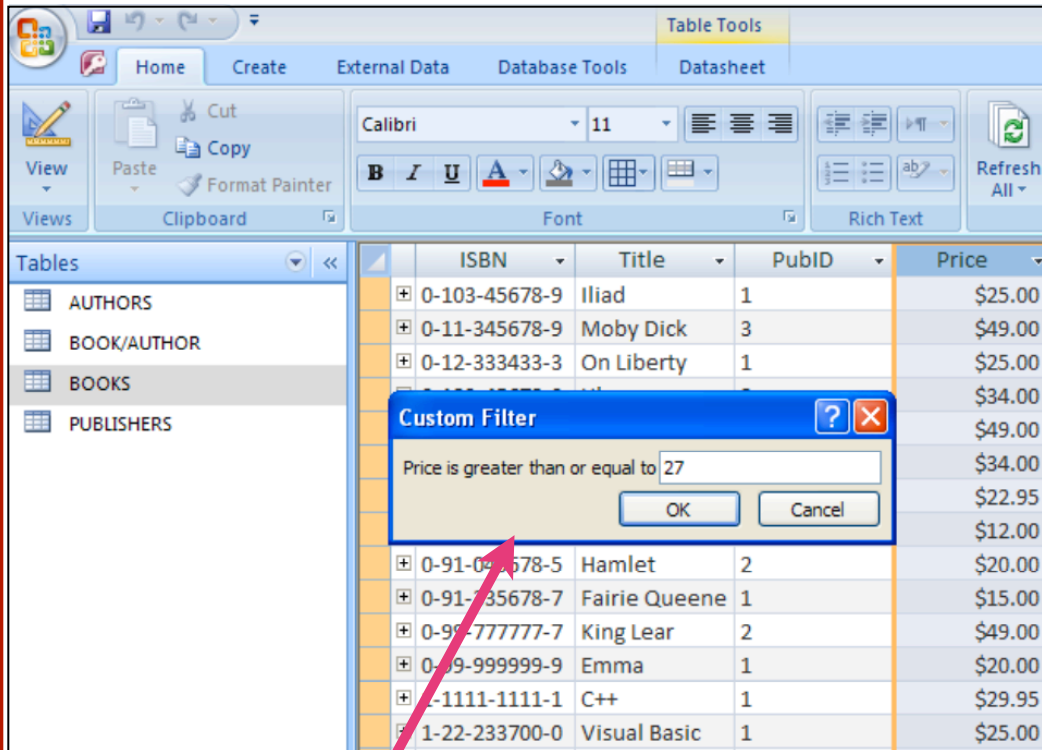 Table Tools
Home Create External Data Database Tools Datasheet
View
Views
Paste
Cut
Copy
Format Painter
Clipboard
Calibri 11
B I U A
Font
ab
Rich Text
Refresh
All
Tables
AUTHORS
BOOK/AUTHOR
BOOKS
PUBLISHERS
ISBN Title PubID Price
0-103-45678-9 Iliad 1 $25.00
0-11-345678-9 Moby Dick 3 $49.00
0-12-333433-3 On Liberty 1 $25.00
$34.00
Custom Filter
$49.00
Price is greater than or equal to 27
$34.00
OK Cancel
$22.95
$12.00
Hamlet 2 $20.00
Fairie Queene 1 $15.00
King Lear 2 $49.00
Emma 1 $20.00
C++ 1 $29.95
1-22-233700-0 Visual Basic 1 $25.00